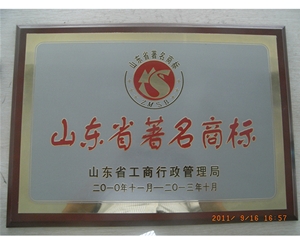 山东省著名商标
JMSB
山东省著名商标
山东省工商行政管理局
二〇一〇年十一月—二〇一三年十月
2011/ 9/16 16:57